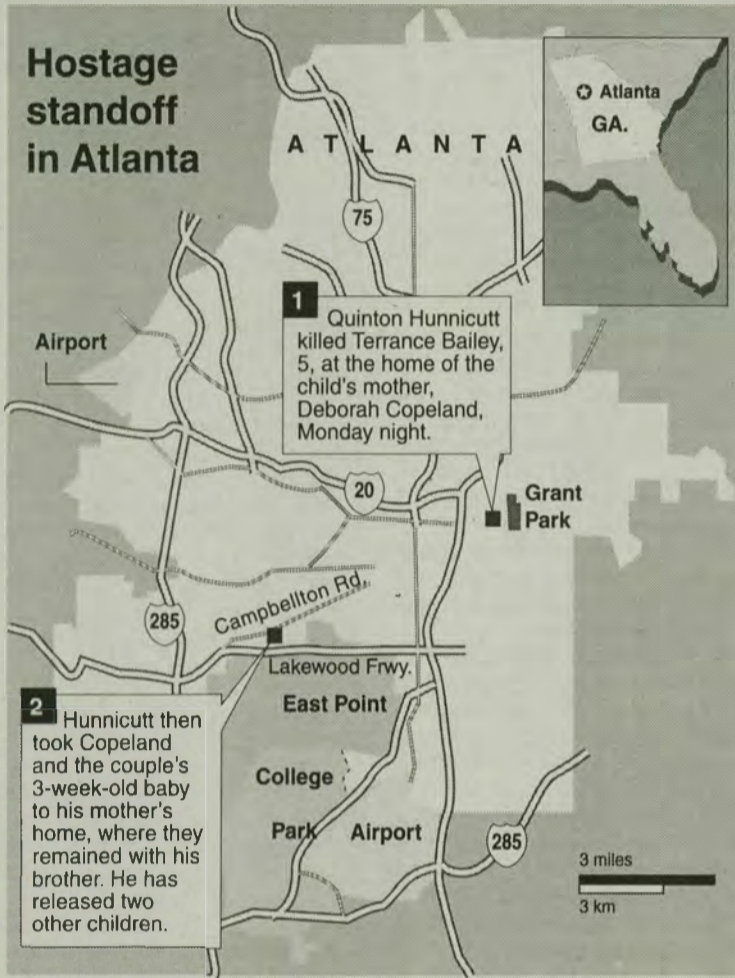 Hostage
standoff
in Atlanta
Atlanta
GA.
ATLANTA
75
1
Quinton Hunnicutt
killed Terrance Bailey,
5, at the home of the
child's mother,
Deborah Copeland,
Monday night.
Airport
20
Grant
Park
Campbellton Rd.
285
Lakewood Frwy.
East Point
2
Hunnicutt then
took Copeland
and the couple's
3-week-old baby
to his mother's
home, where they
remained with his
brother. He has
released two
other children.
College
Park
Airport
285
3 miles
3 km